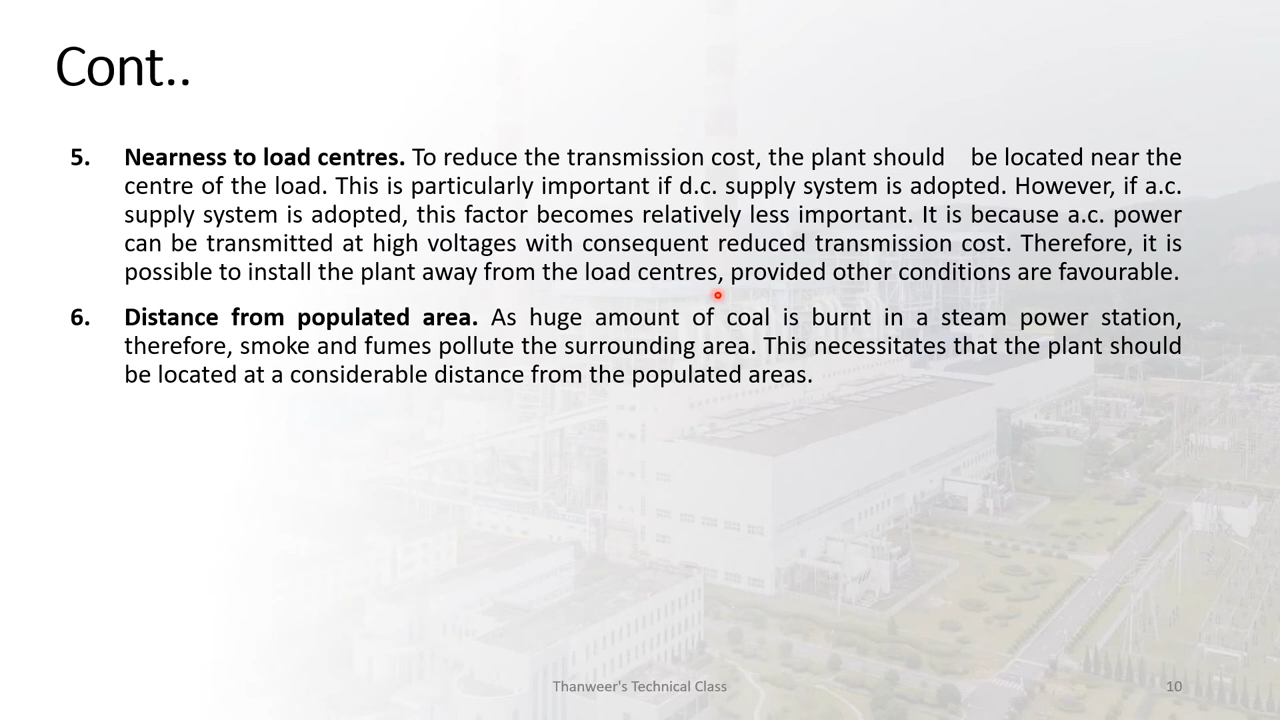 Cont..
5. Nearness to load centres. To reduce the transmission cost, the plant should be located near the
centre of the load. This is particularly important if d.c. supply system is adopted. However, if a.c.
supply system is adopted, this factor becomes relatively less important. It is because a.c. power
can be transmitted at high voltages with consequent reduced transmission cost. Therefore, it is
possible to install the plant away from the load centres, provided other conditions are favourable.
6. Distance from populated area. As huge amount of coal is burnt in a steam power station,
therefore, smoke and fumes pollute the surrounding area. This necessitates that the plant should
be located at a considerable distance from the populated areas.
Thanweer's Technical Class
10